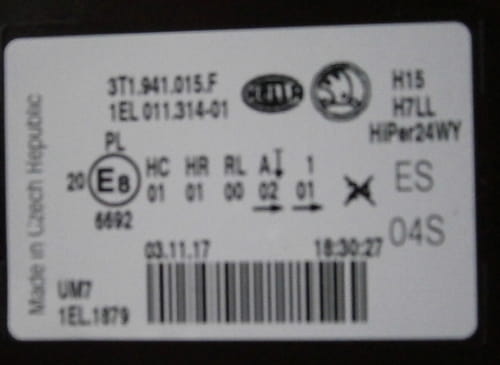 3T1.941.015.F
1EL 011.314-01
HELLA
H15
H7LL
HiPer24WY
PL
20 E8
6692
HC HR RL A 1
01 01 00 02 01
ES
04S
03.11.17 18:30:27
UM7
1EL.1879
Made in Czech Republic